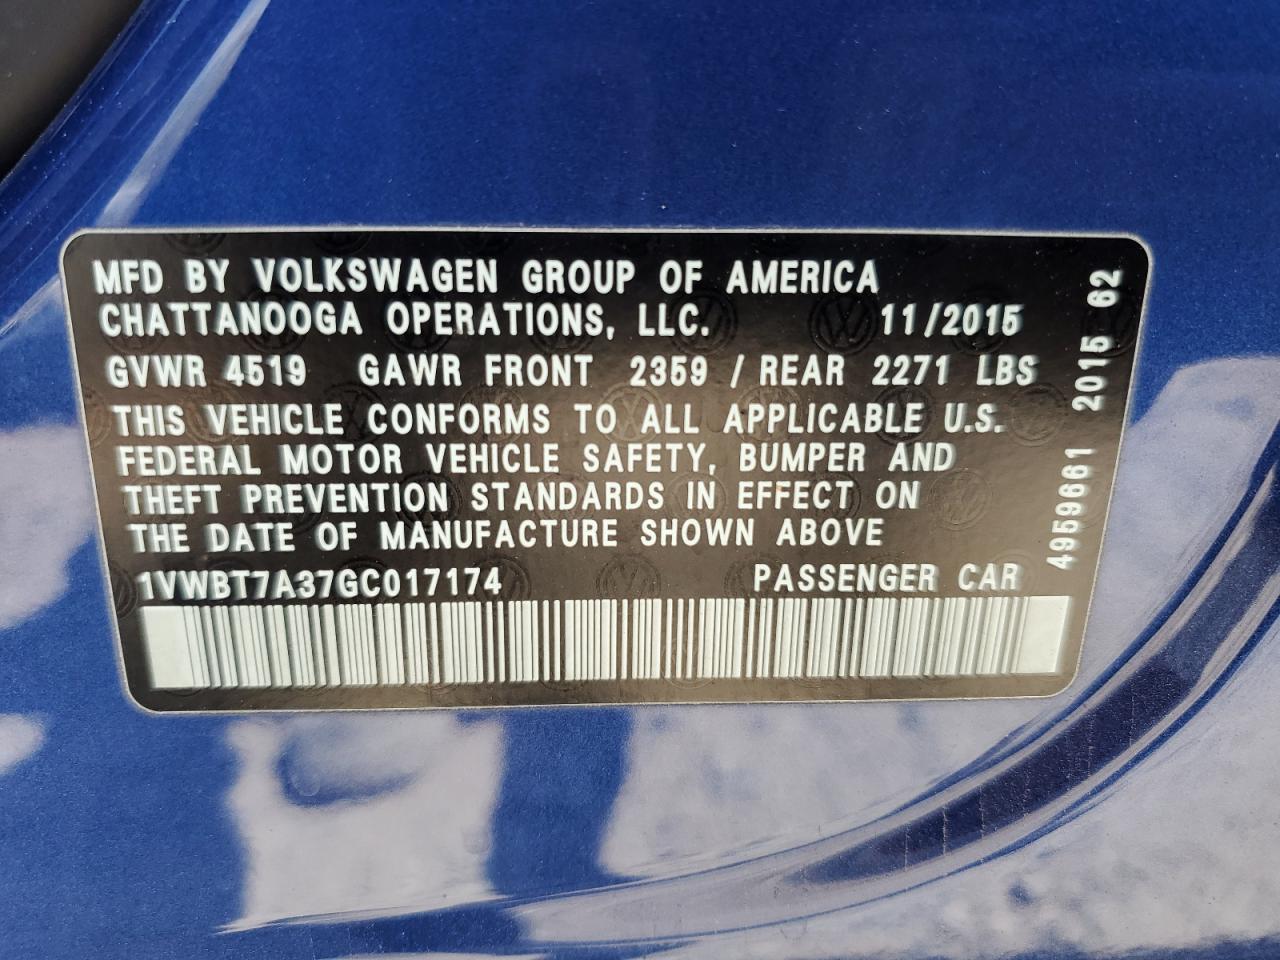 MFD BY VOLKSWAGEN GROUP OF AMERICA
CHATTANOOGA OPERATIONS, LLC. 11/2015
GVWR 4519 GAWR FRONT 2359 / REAR 2271 LBS
THIS VEHICLE CONFORMS TO ALL APPLICABLE U.S.
FEDERAL MOTOR VEHICLE SAFETY, BUMPER AND
THEFT PREVENTION STANDARDS IN EFFECT ON
THE DATE OF MANUFACTURE SHOWN ABOVE
1VWBT7A37GC017174 PASSENGER CAR
4959661 2015 62